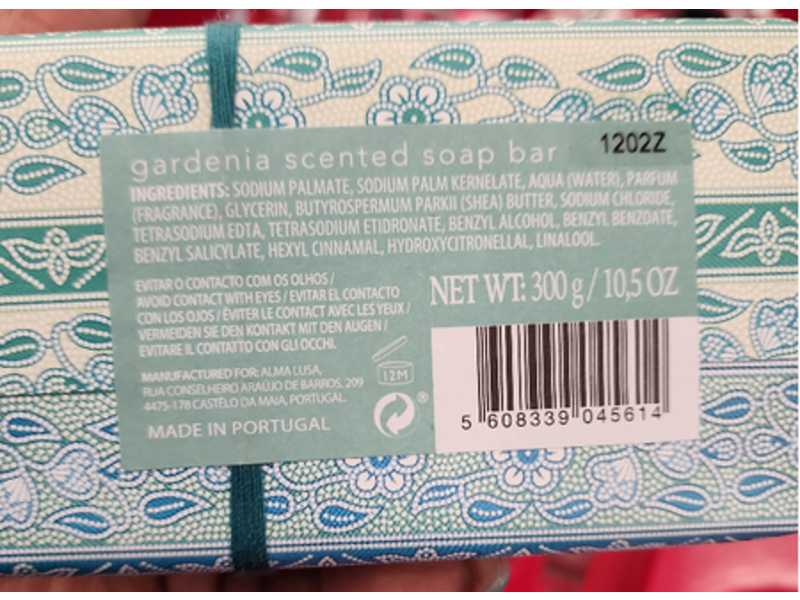 gardenia scented soap bar
1202Z
INGREDIENTS: SODIUM PALMATE, SODIUM PALM KERNELATE, AQUA (WATER), PARFUM
(FRAGRANCE), GLYCERIN, BUTYROSPERMUM PARKII (SHEA) BUTTER, SODIUM CHLORIDE,
TETRASODIUM EDTA, TETRASODIUM ETIDRONATE, BENZYL ALCOHOL, BENZYL BENZOATE,
BENZYL SALICYLATE, HEXYL CINNAMAL, HYDROXYCITRONELLAL, LINALOOL.
EVITAR O CONTACTO COM OS OLHOS /
AVOID CONTACT WITH EYES / EVITAR EL CONTACTO
CON LOS OJOS / ÉVITER LE CONTACT AVEC LES YEUX /
VERMEIDEN SIE DEN KONTAKT MIT DEN AUGEN /
EVITARE IL CONTATTO CON GLI OCCHI.
MANUFACTURED FOR: ALMA LUSA,
RUA CONSELHEIRO ARAÚJO DE BARROS, 209
4475-178 CASTÊLO DA MAIA, PORTUGAL.
MADE IN PORTUGAL
12M
®
NET WT: 300 g / 10,5 OZ
5 608339 045614